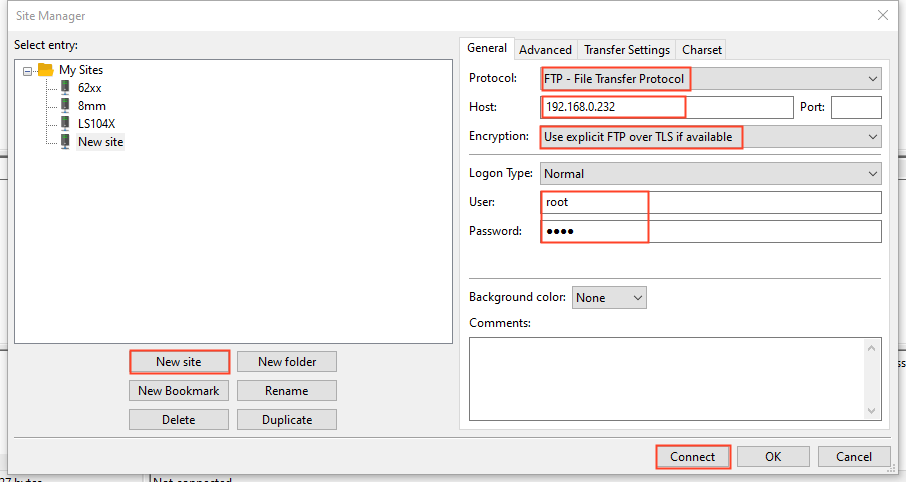 Site Manager
Select entry:
My Sites
62xx
8mm
LS104X
New site
New site
New folder
New Bookmark
Rename
Delete
Duplicate
General
Advanced
Transfer Settings
Charset
Protocol:
FTP - File Transfer Protocol
Host:
192.168.0.232
Port:
Encryption:
Use explicit FTP over TLS if available
Logon Type:
Normal
User:
root
Password:
●●●●
Background color:
None
Comments:
Connect
OK
Cancel